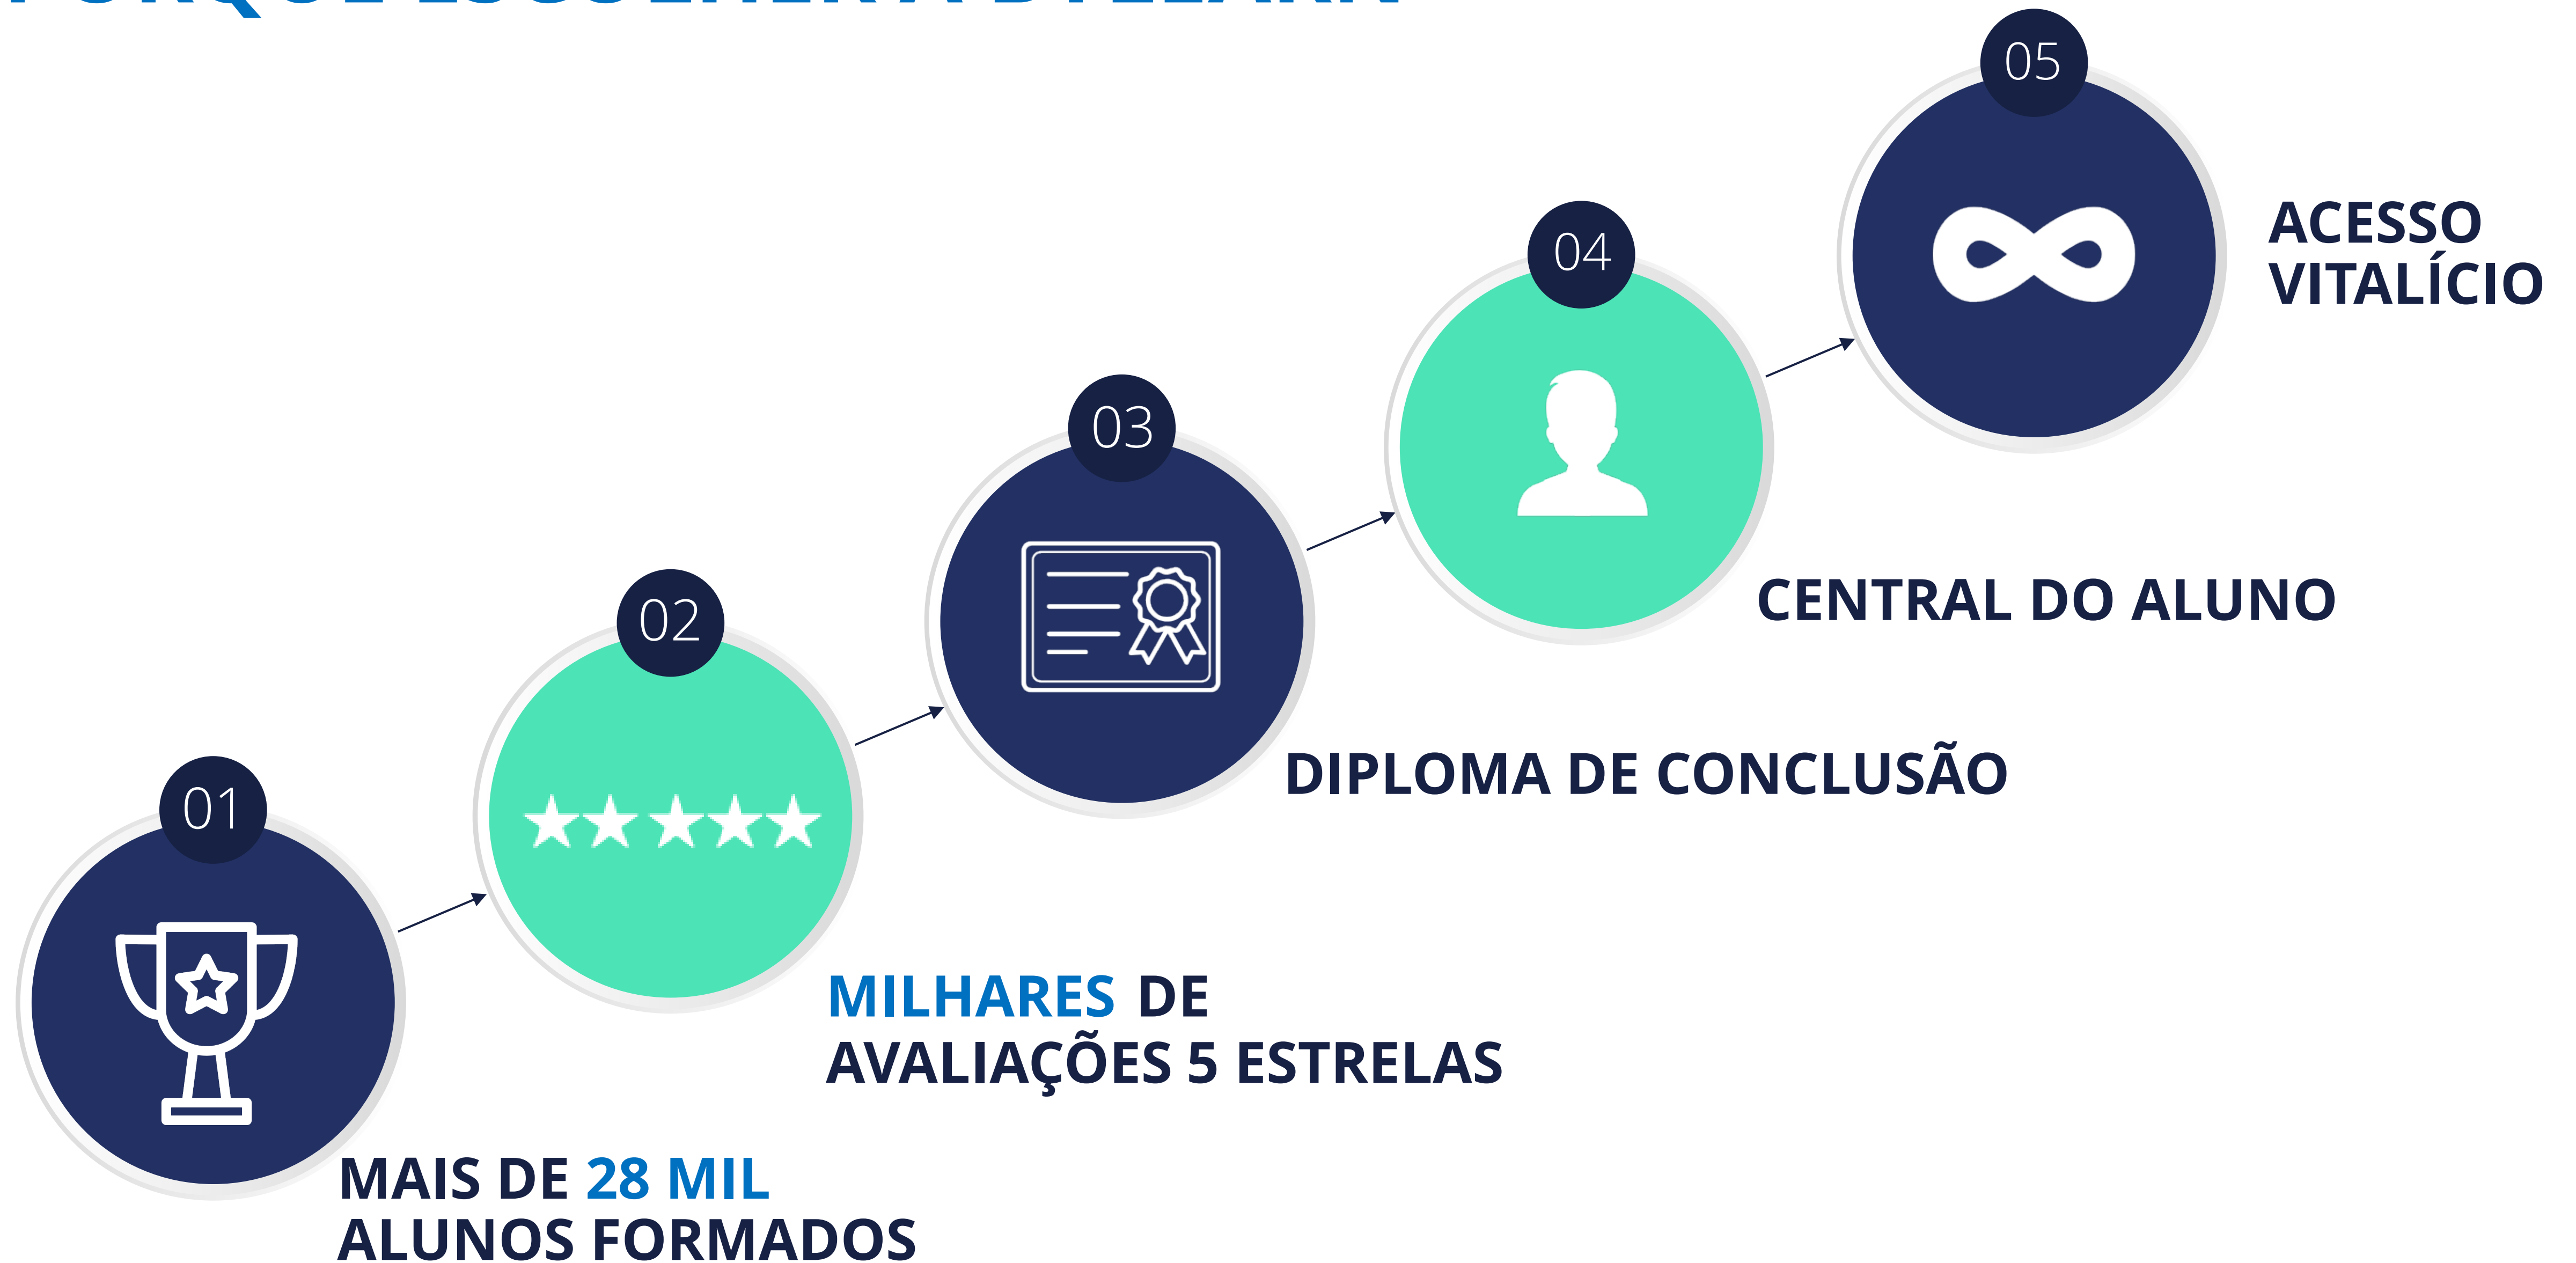 01
MAIS DE 28 MIL
ALUNOS FORMADOS
02
MILHARES DE
AVALIAÇÕES 5 ESTRELAS
03
DIPLOMA DE CONCLUSÃO
04
CENTRAL DO ALUNO
05
ACESSO
VITALÍCIO